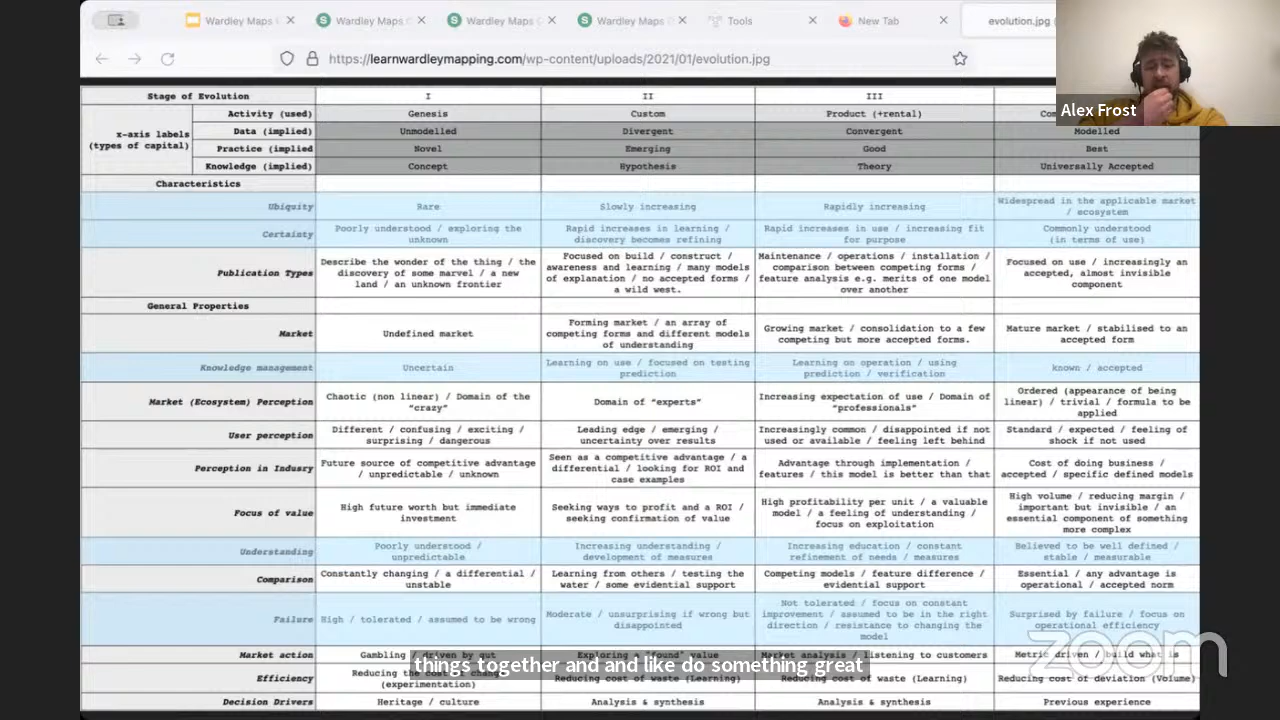 Wardley Maps
Wardley Maps
Wardley Maps
Wardley Maps
Tools
New Tab
evolution.jpg
https://learnwardleymapping.com/wp-content/uploads/2021/01/evolution.jpg
Alex Frost
Stage of Evolution I II III
x-axis labels
(types of capital)
Activity (used) Genesis Custom Product (+rental)
Data (implied) Unmodelled Divergent Convergent Modelled
Practice (implied Novel Emerging Good Best
Knowledge (implied) Concept Hypothesis Theory Universally Accepted
Characteristics
Ubiquity Rare Slowly increasing Rapidly increasing Widespread in the applicable market
/ ecosystem
Certainty Poorly understood / exploring the Rapid increases in learning / Rapid increases in use / increasing fit Commonly understood
unknown discovery becomes refining for purpose (in terms of use)
Publication Types Describe the wonder of the thing / the Focused on build / construct / Maintenance / operations / installation / Focused on use / increasingly an
discovery of some marvel / a new awareness and learning / many models comparison between competing forms / accepted, almost invisible
land / an unknown frontier of explanation / no accepted forms / feature analysis e.g. merits of one model component
a wild west. over another
General Properties
Market Undefined market Forming market / an array of Growing market / consolidation to a few Mature market / stabilised to an
competing forms and different models competing but more accepted forms. accepted form
of understanding
Knowledge management Uncertain Learning on use / focused on testing Learning on operation / using known / accepted
prediction prediction / verification
Market (Ecosystem) Perception Chaotic (non linear) / Domain of the Domain of "experts" Increasing expectation of use / Domain of Ordered (appearance of being
"crazy" "professionals" linear) / trivial / formula to be
applied
User perception Different / confusing / exciting / Leading edge / emerging / Increasingly common / disappointed if not Standard / expected / feeling of
surprising / dangerous uncertainty over results used or available / feeling left behind shock if not used
Perception in Indusry Future source of competitive advantage Seen as a competitive advantage / a Advantage through implementation / Cost of doing business /
/ unpredictable / unknown differential / looking for ROI and features / this model is better than that accepted / specific defined models
case examples
Focus of value High future worth but immediate Seeking ways to profit and a ROI / High profitability per unit / a valuable High volume / reducing margin /
investment seeking confirmation of value model / a feeling of understanding / important but invisible / an
focus on exploitation essential component of something
more complex
Understanding Poorly understood / Increasing understanding / Increasing education / constant Believed to be well defined /
unpredictable development of measures refinement of needs / measures stable / measurable
Comparison Constantly changing / a differential / Learning from others / testing the Competing models / feature difference / Essential / any advantage is
unstable water / some evidential support evidential support operational / accepted norm
Failure High / tolerated / assumed to be wrong Moderate / unsurprising if wrong but Not tolerated / focus on constant Surprised by failure / focus on
disappointed improvement / assumed to be in the right operational efficiency
direction / resistance to changing the
model
Market action Gambling / driven by gut Exploring a "found" value Market analysis / listening to customers Metric driven / build what is
things together and and like do something great
Efficiency Reducing the cost of change Reducing cost of waste (Learning) Reducing cost of waste (Learning) Reducing cost of deviation (Volume)
(experimentation)
Decision Drivers Heritage / culture Analysis & synthesis Analysis & synthesis Previous experience
zoom